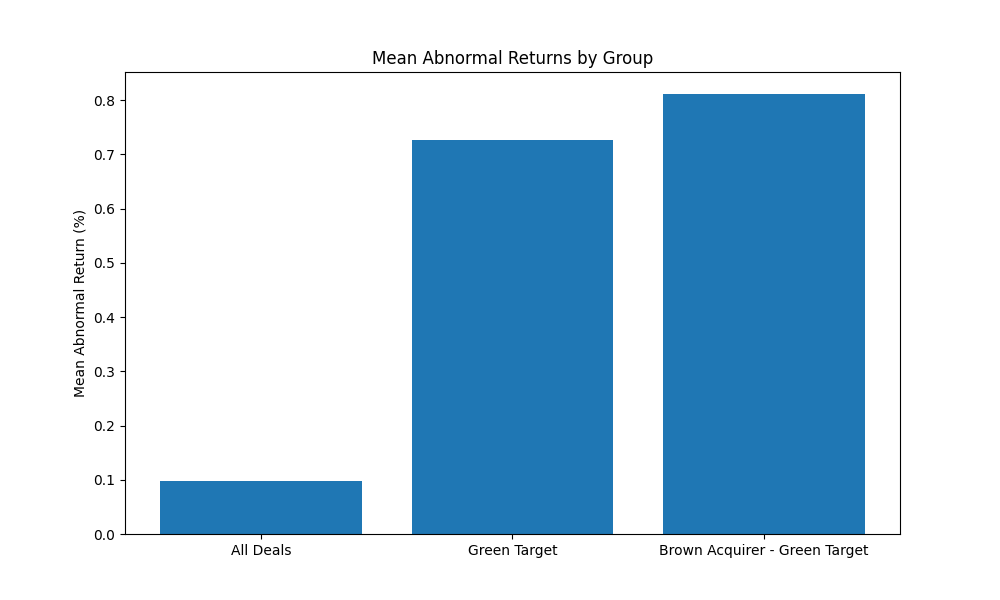 Mean Abnormal Returns by Group
Mean Abnormal Return (%)
0.8
0.7
0.6
0.5
0.4
0.3
0.2
0.1
0.0
All Deals
Green Target
Brown Acquirer - Green Target